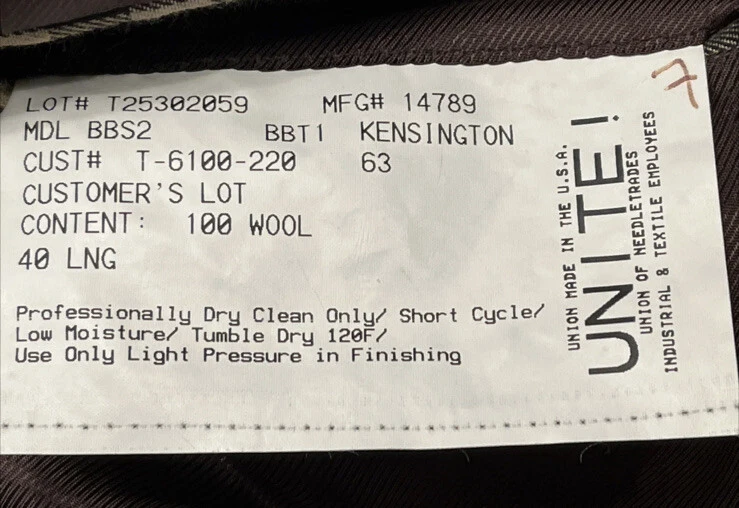 LOT# T25302059 MFG# 14789
MDL BBS2 BBT1 KENSINGTON
CUST# T-6100-220 63
CUSTOMER'S LOT
CONTENT: 100 WOOL
40 LNG
Professionally Dry Clean Only/ Short Cycle/
Low Moisture/ Tumble Dry 120F/
Use Only Light Pressure in Finishing
UNION MADE IN THE U.S.A.
UNITE!
UNION OF NEEDLETRADES
INDUSTRIAL & TEXTILE EMPLOYEES
7